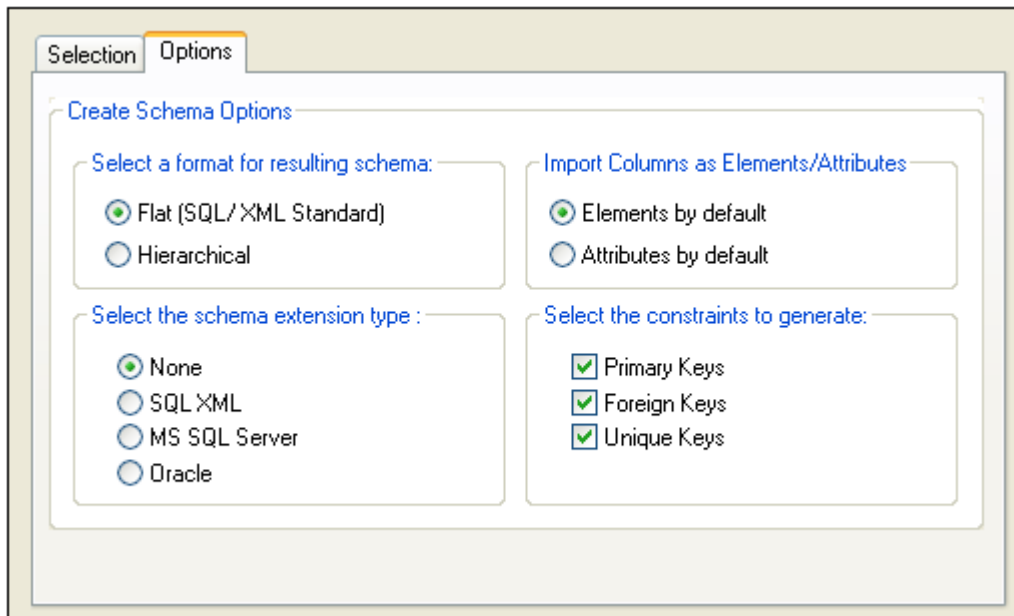 Selection
Options
Create Schema Options
Select a format for resulting schema:
Flat (SQL/ XML Standard)
Hierarchical
Import Columns as Elements/Attributes
Elements by default
Attributes by default
Select the schema extension type :
None
SQL XML
MS SQL Server
Oracle
Select the constraints to generate:
Primary Keys
Foreign Keys
Unique Keys